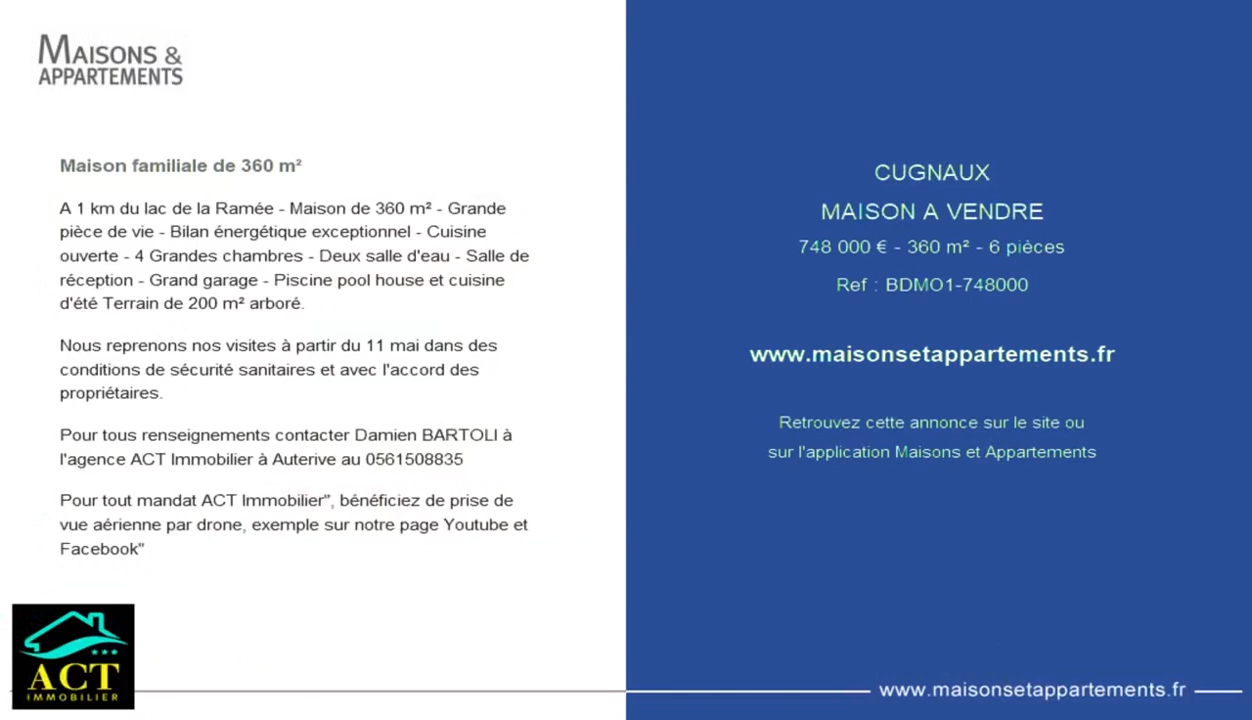 MAISONS &
APPARTEMENTS
Maison familiale de 360 m²
A 1 km du lac de la Ramée - Maison de 360 m² - Grande
pièce de vie - Bilan énergétique exceptionnel - Cuisine
ouverte - 4 Grandes chambres - Deux salle d'eau - Salle de
réception - Grand garage - Piscine pool house et cuisine
d'été Terrain de 200 m² arboré.
Nous reprenons nos visites à partir du 11 mai dans des
conditions de sécurité sanitaires et avec l'accord des
propriétaires.
Pour tous renseignements contacter Damien BARTOLI à
l'agence ACT Immobilier à Auterive au 0561508835
Pour tout mandat ACT Immobilier", bénéficiez de prise de
vue aérienne par drone, exemple sur notre page Youtube et
Facebook"
ACT
IMMOBILIER
CUGNAUX
MAISON A VENDRE
748 000 € - 360 m² - 6 pièces
Ref : BDMO1-748000
www.maisonsetappartements.fr
Retrouvez cette annonce sur le site ou
sur l'application Maisons et Appartements
www.maisonsetappartements.fr